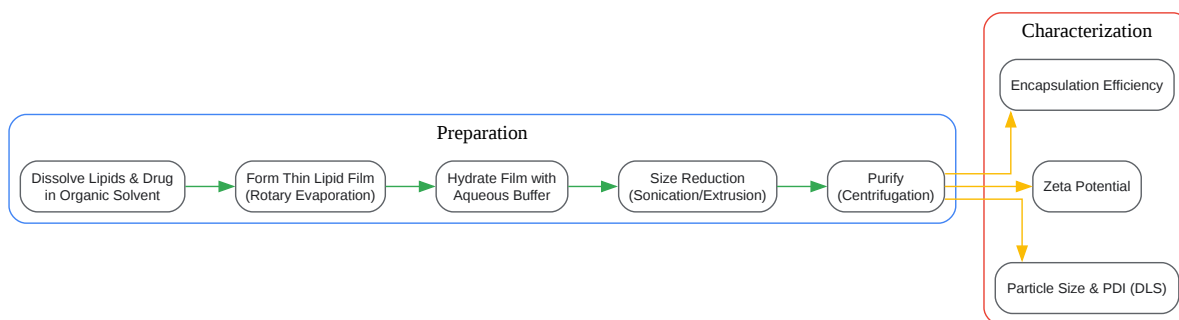 Characterization
Encapsulation Efficiency
Preparation
Dissolve Lipids & Drug
in Organic Solvent
Form Thin Lipid Film
(Rotary Evaporation)
Hydrate Film with
Aqueous Buffer
Size Reduction
(Sonication/Extrusion)
Purify
(Centrifugation)
Zeta Potential
Particle Size & PDI (DLS)